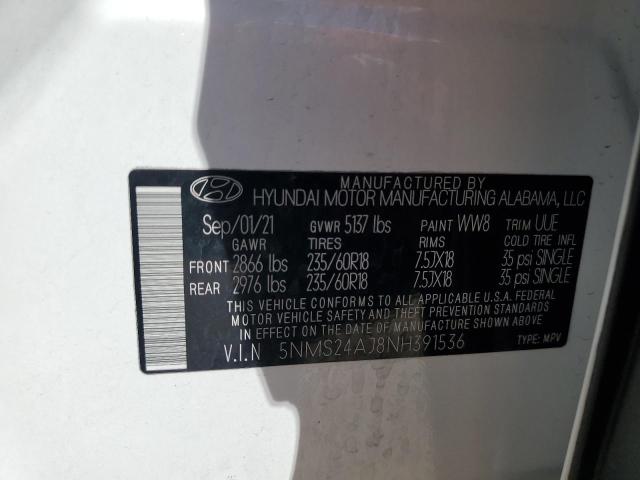 MANUFACTURED BY
HYUNDAI MOTOR MANUFACTURING ALABAMA, LLC
Sep/01/21 GVWR 5137 lbs PAINT WW8 TRIM UUE
GAWR TIRES RIMS COLD TIRE INFL
FRONT 2866 lbs 235/60R18 7.5JX18 35 psi SINGLE
REAR 2976 lbs 235/60R18 7.5JX18 35 psi SINGLE
THIS VEHICLE CONFORMS TO ALL APPLICABLE U.S.A. FEDERAL
MOTOR VEHICLE SAFETY AND THEFT PREVENTION STANDARDS
IN EFFECT ON THE DATE OF MANUFACTURE SHOWN ABOVE.
V.I.N 5NMS24AJ8NH391536 TYPE: MPV